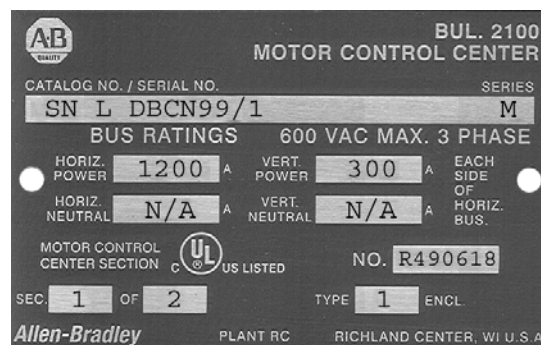 A-B
QUALITY
BUL. 2100
MOTOR CONTROL CENTER
CATALOG NO. / SERIAL NO. SERIES
SN L DBCN99/1 M
BUS RATINGS 600 VAC MAX. 3 PHASE
HORIZ. POWER 1200 A VERT. POWER 300 A EACH SIDE OF HORIZ. BUS.
HORIZ. NEUTRAL N/A A VERT. NEUTRAL N/A A
MOTOR CONTROL
CENTER SECTION C UL ® US LISTED NO. R490618
SEC. 1 OF 2 TYPE 1 ENCL.
Allen-Bradley PLANT RC RICHLAND CENTER, WI U.S.A